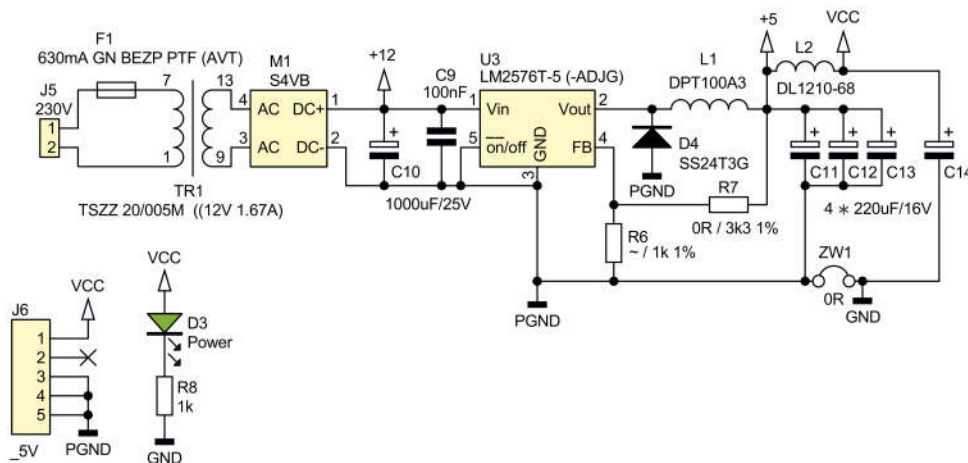 F1
630mA GN BEZP PTF (AVT)
J5
230V
1
2
7
1
13
9
TR1
TSZZ 20/005M ((12V 1.67A)
M1
S4VB
4 AC DC+ 1
3 AC DC- 2
+12
C10
1000uF/25V
C9
100nF
U3
LM2576T-5 (-ADJG)
1 Vin Vout 2
5 on/off FB 4
GND
3
L1
DPT100A3
D4
SS24T3G
PGND
R7
0R / 3k3 1%
R6
~ / 1k 1%
PGND
+5
L2
DL1210-68
VCC
C11
C12
C13
C14
4 * 220uF/16V
ZW1
0R
GND
J6
1
2
3
4
5
_5V
VCC
PGND
VCC
D3
Power
R8
1k
GND